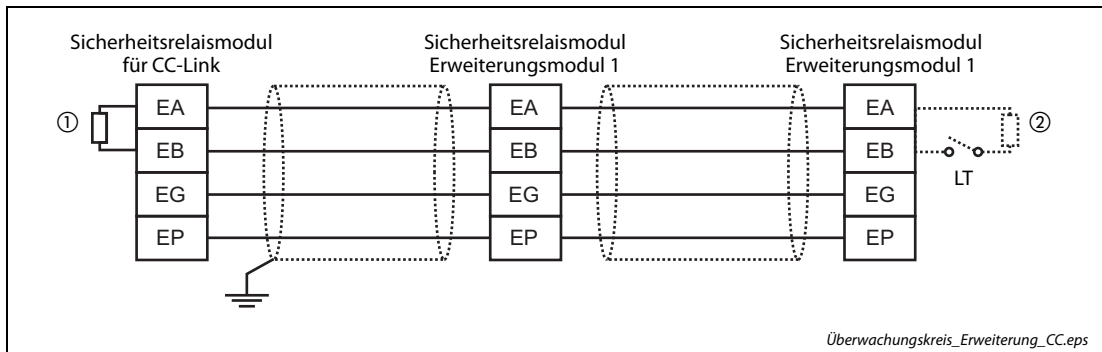 Sicherheitsrelaismodul
für CC-Link
Sicherheitsrelaismodul
Erweiterungsmodul 1
Sicherheitsrelaismodul
Erweiterungsmodul 1
①
EA
EB
EG
EP
EA
EB
EG
EP
EA
EB
EG
EP
②
LT
Überwachungskreis_Erweiterung_CC.eps